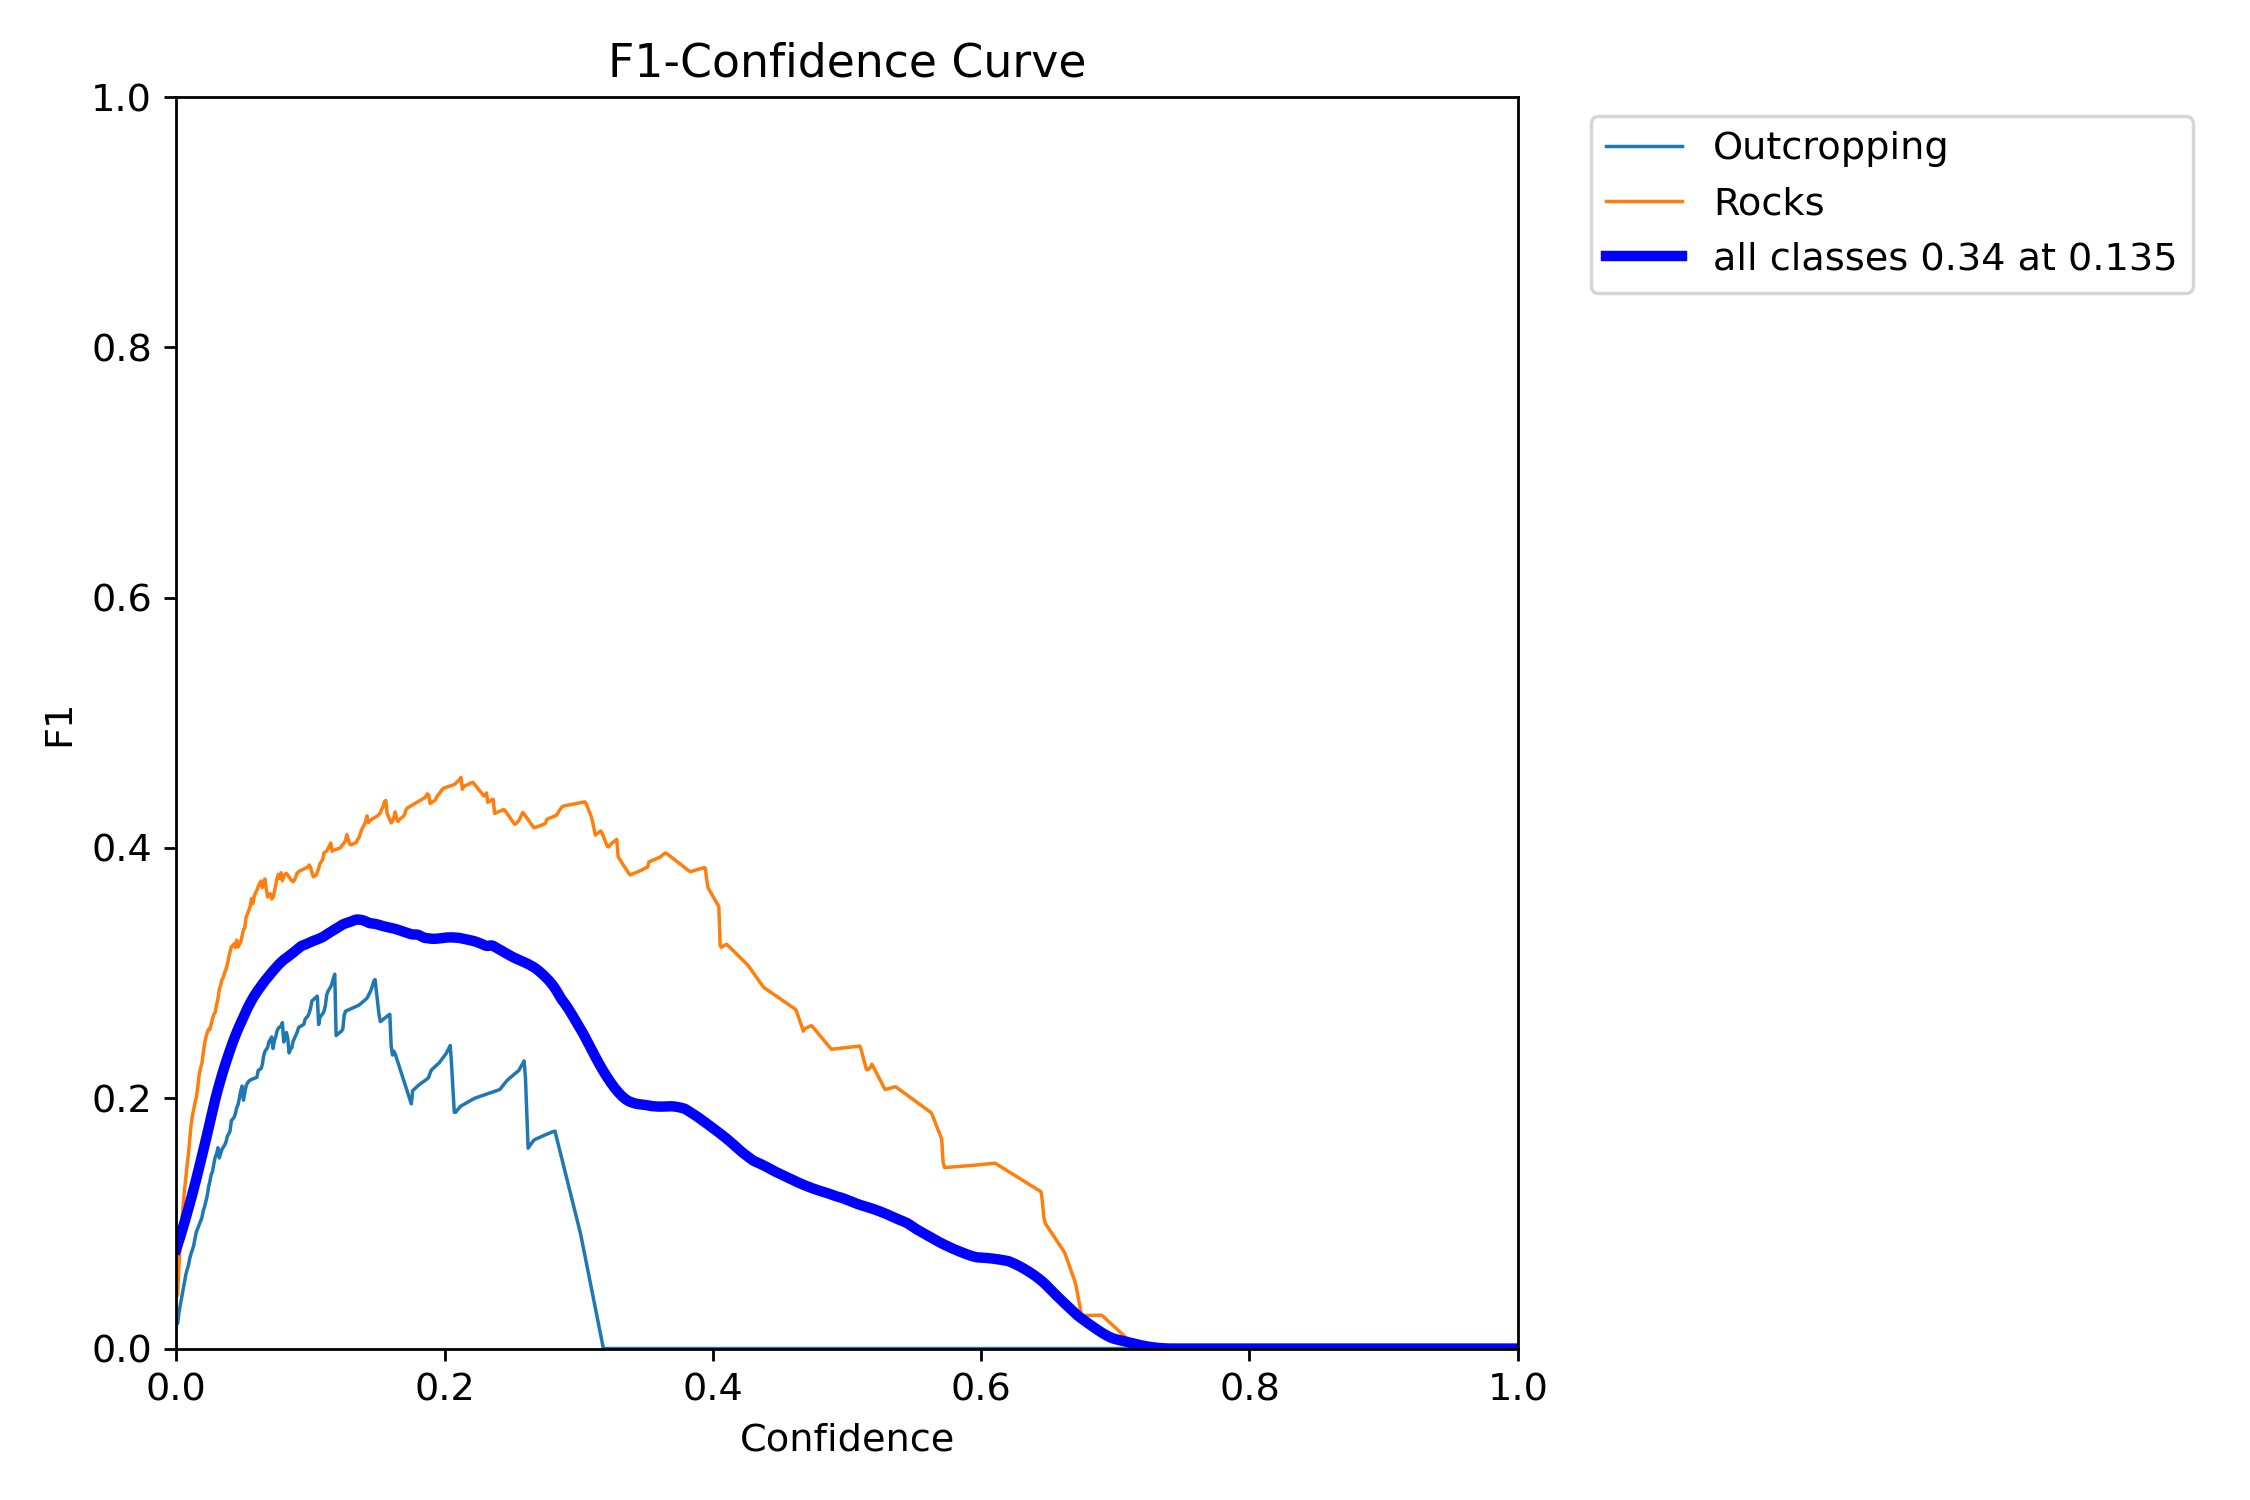 F1-Confidence Curve
1.0
0.8
0.6
0.4
0.2
0.0
F1
0.0 0.2 0.4 0.6 0.8 1.0
Confidence
Outcropping
Rocks
all classes 0.34 at 0.135